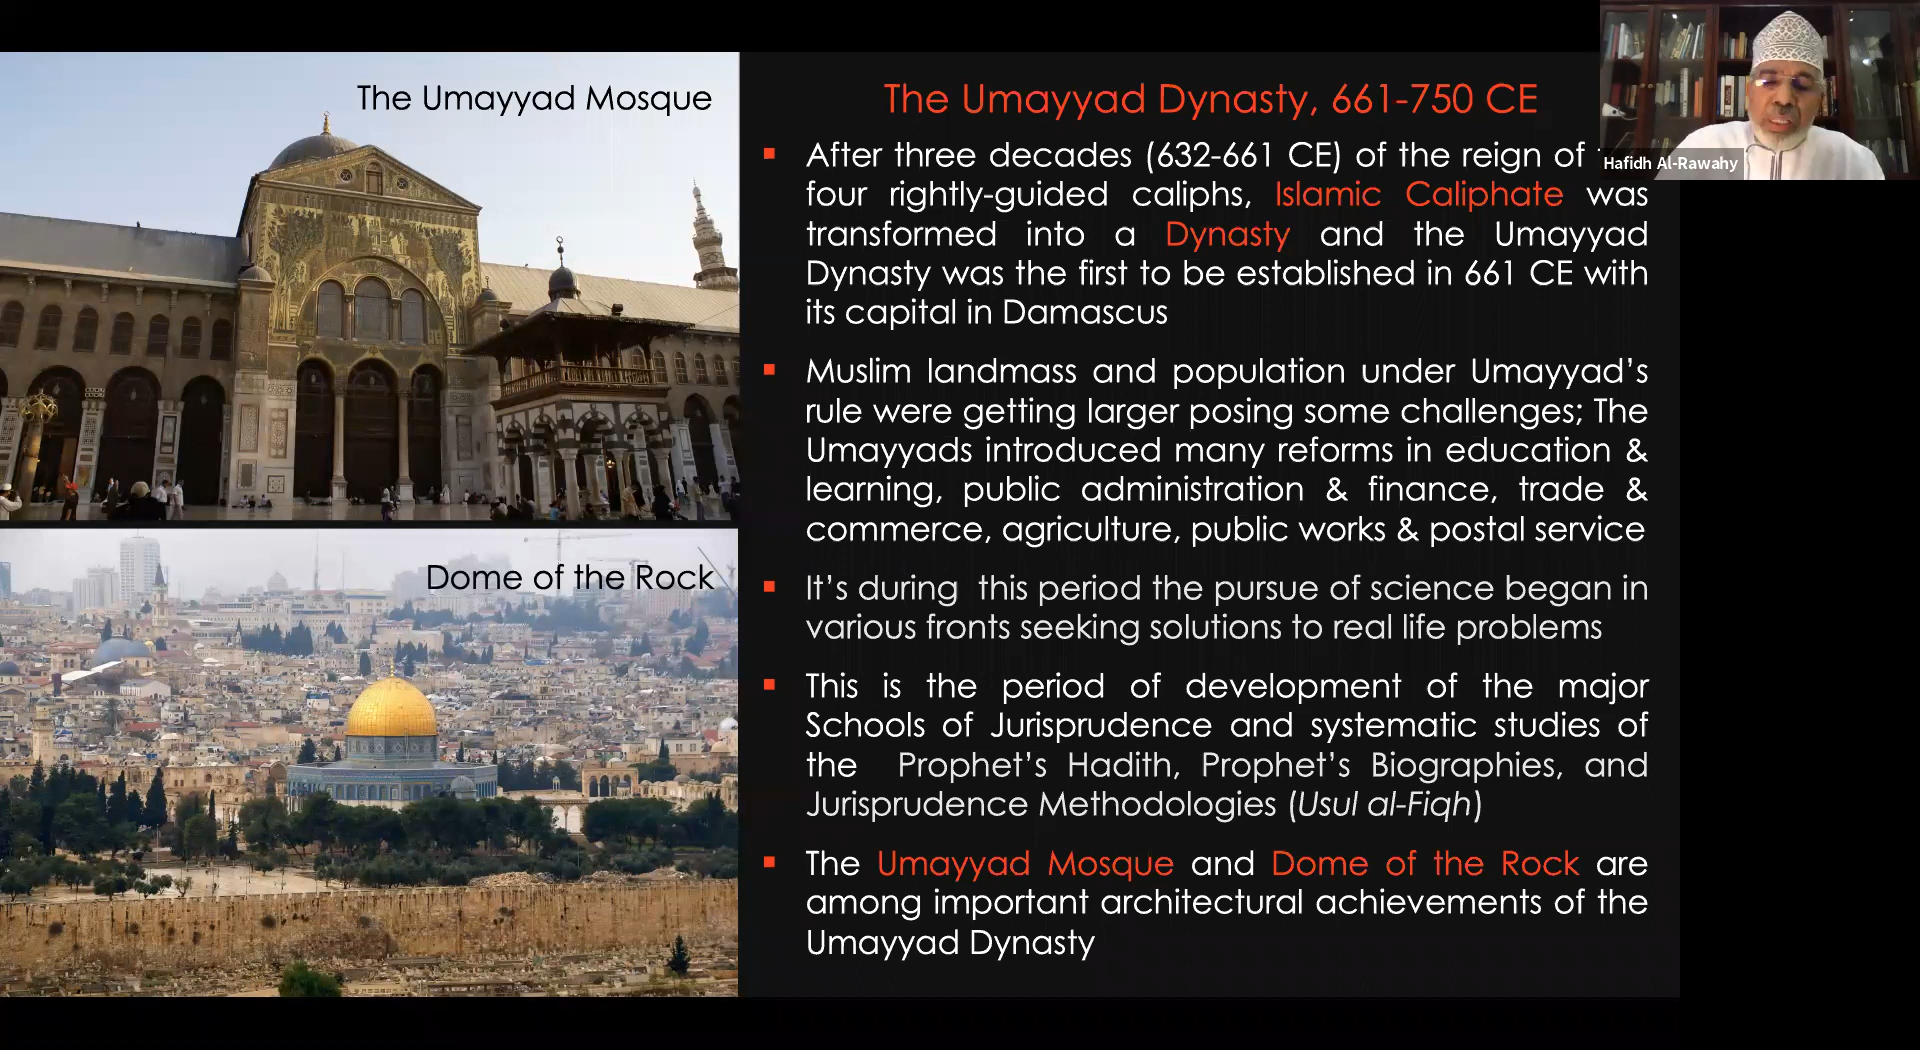 The Umayyad Mosque
Dome of the Rock
The Umayyad Dynasty, 661-750 CE
After three decades (632-661 CE) of the reign of
four rightly-guided caliphs, Islamic Caliphate was
transformed into a Dynasty and the Umayyad
Dynasty was the first to be established in 661 CE with
its capital in Damascus
Muslim landmass and population under Umayyad’s
rule were getting larger posing some challenges; The
Umayyads introduced many reforms in education &
learning, public administration & finance, trade &
commerce, agriculture, public works & postal service
It’s during this period the pursue of science began in
various fronts seeking solutions to real life problems
This is the period of development of the major
Schools of Jurisprudence and systematic studies of
the Prophet’s Hadith, Prophet’s Biographies, and
Jurisprudence Methodologies (Usul al-Fiqh)
The Umayyad Mosque and Dome of the Rock are
among important architectural achievements of the
Umayyad Dynasty
Hafidh Al-Rawahy